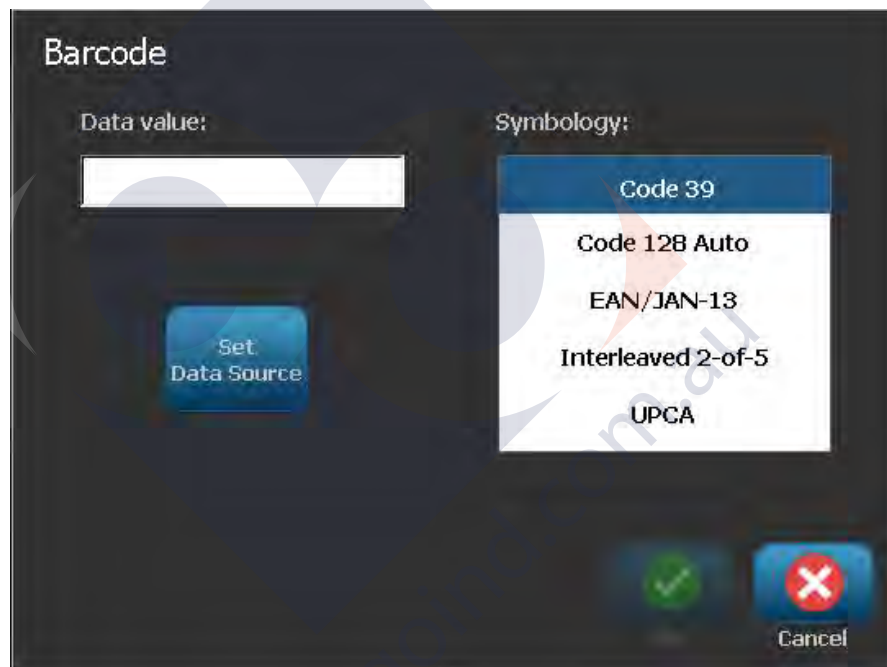 Barcode
Data value:
Symbology:
Code 39
Code 128 Auto
EAN/JAN-13
Interleaved 2-of-5
UPCA
Set
Data Source
Cancel